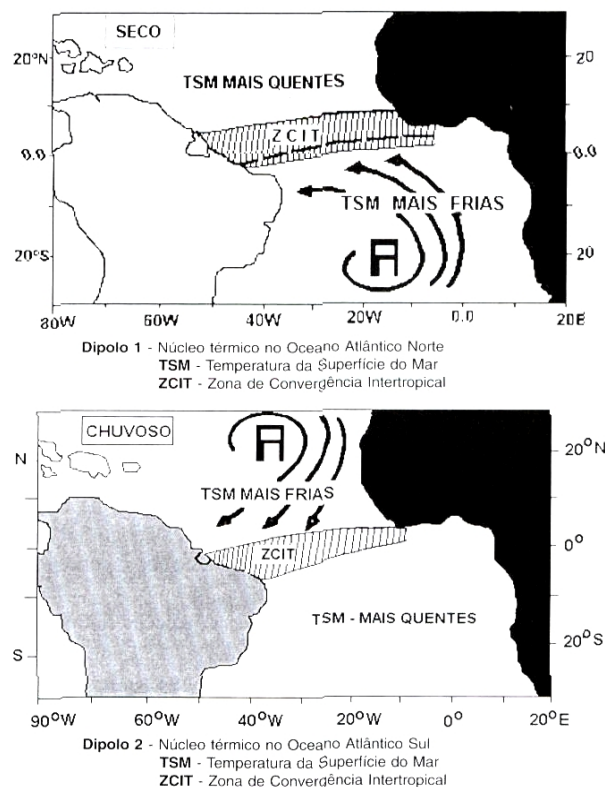 SECO
20°N
20
TSM MAIS QUENTES
ZCIT
0.0
0.0
TSM MAIS FRIAS
20°S
20
A
80W 60W 40W 20W 0.0 20E
Dipolo 1 - Núcleo térmico no Oceano Atlântico Norte
TSM - Temperatura da Superfície do Mar
ZCIT - Zona de Convergência Intertropical
CHUVOSO
A
N
20°N
TSM MAIS FRIAS
ZCIT
0°
TSM - MAIS QUENTES
S
20°S
90°W 60°W 40°W 20°W 0° 20°E
Dipolo 2 - Núcleo térmico no Oceano Atlântico Sul
TSM - Temperatura da Superfície do Mar
ZCIT - Zona de Convergência Intertropical